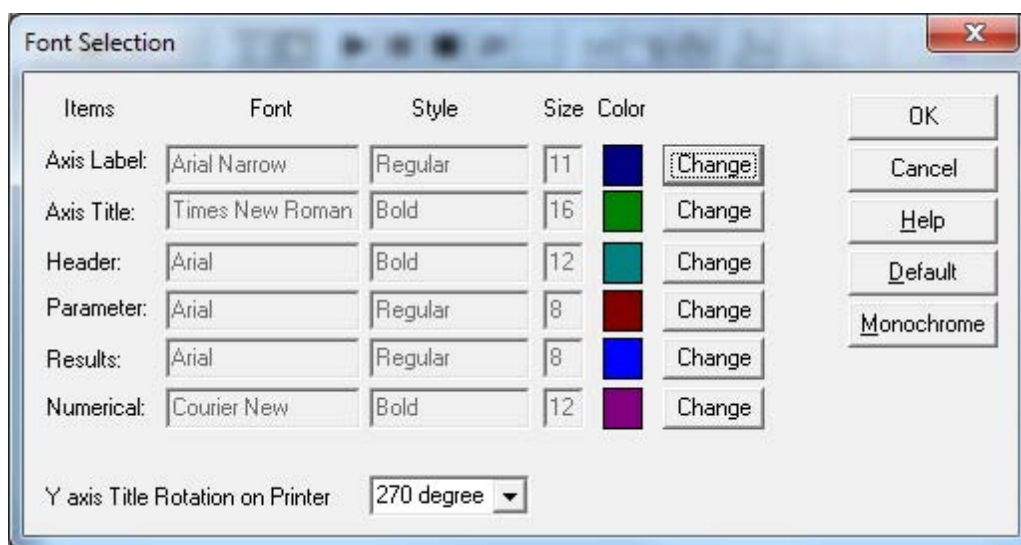 Font Selection
Items Font Style Size Color
OK
Axis Label: Arial Narrow Regular 11 Change
Cancel
Axis Title: Times New Roman Bold 16 Change
Help
Header: Arial Bold 12 Change
Default
Parameter: Arial Regular 8 Change
Monochrome
Results: Arial Regular 8 Change
Numerical: Courier New Bold 12 Change
Y axis Title Rotation on Printer 270 degree